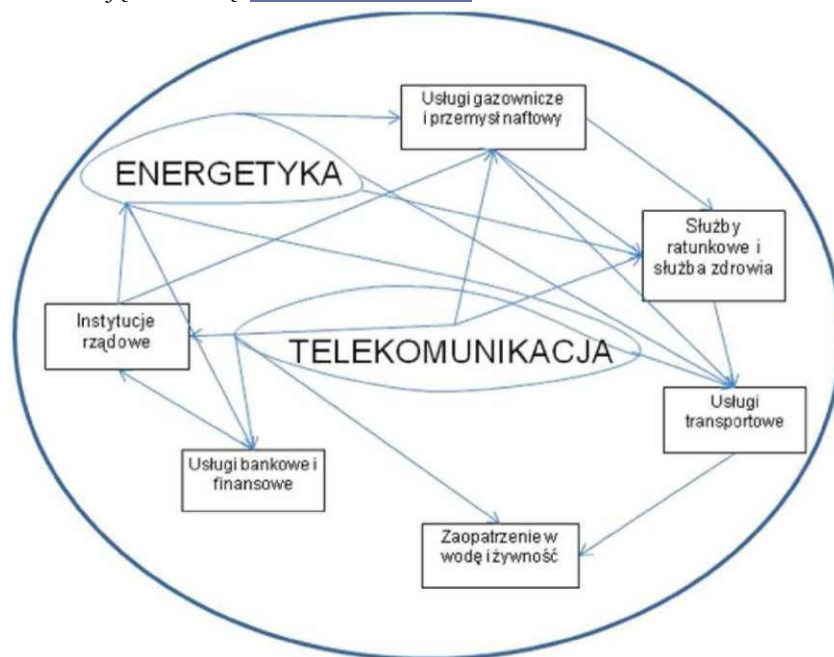 Usługi gazownicze
i przemysł naftowy
ENERGETYKA
Służby
ratunkowe i
służba zdrowia
Instytucje
rządowe
TELEKOMUNIKACJA
Usługi
transportowe
Usługi bankowe i
finansowe
Zaopatrzenie w
wodę i żywność